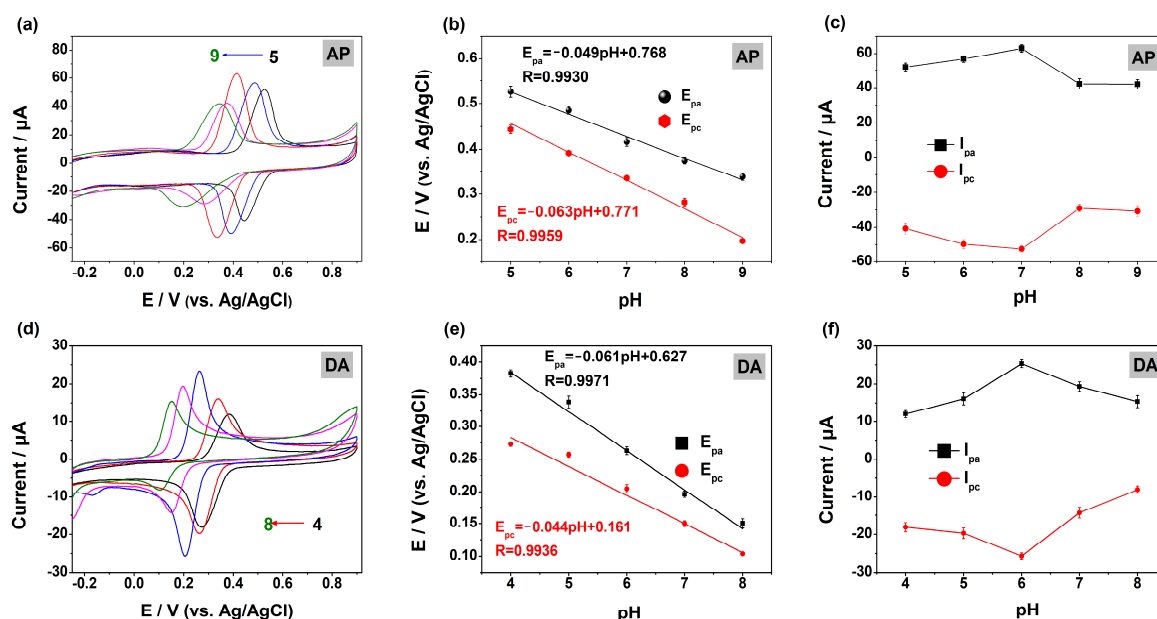 (a)
9 5
AP
80
60
40
20
0
-20
-40
-60
-0.2 0.0 0.2 0.4 0.6 0.8
Current / µA
E / V (vs. Ag/AgCl)
(b)
Epa=−0.049pH+0.768
R=0.9930
AP
Epa
Epc
Epc=−0.063pH+0.771
R=0.9959
0.6
0.5
0.4
0.3
0.2
5 6 7 8 9
E / V (vs. Ag/AgCl)
pH
(c)
AP
Ipa
Ipc
60
40
20
0
-20
-40
-60
5 6 7 8 9
Current / µA
pH
(d)
DA
8 4
30
20
10
0
-10
-20
-30
-0.2 0.0 0.2 0.4 0.6 0.8
Current / µA
E / V (vs. Ag/AgCl)
(e)
Epa=−0.061pH+0.627
R=0.9971
DA
Epa
Epc
Epc=−0.044pH+0.161
R=0.9936
0.40
0.35
0.30
0.25
0.20
0.15
0.10
4 5 6 7 8
E / V (vs. Ag/AgCl)
pH
(f)
DA
Ipa
Ipc
30
20
10
0
-10
-20
-30
4 5 6 7 8
Current / µA
pH